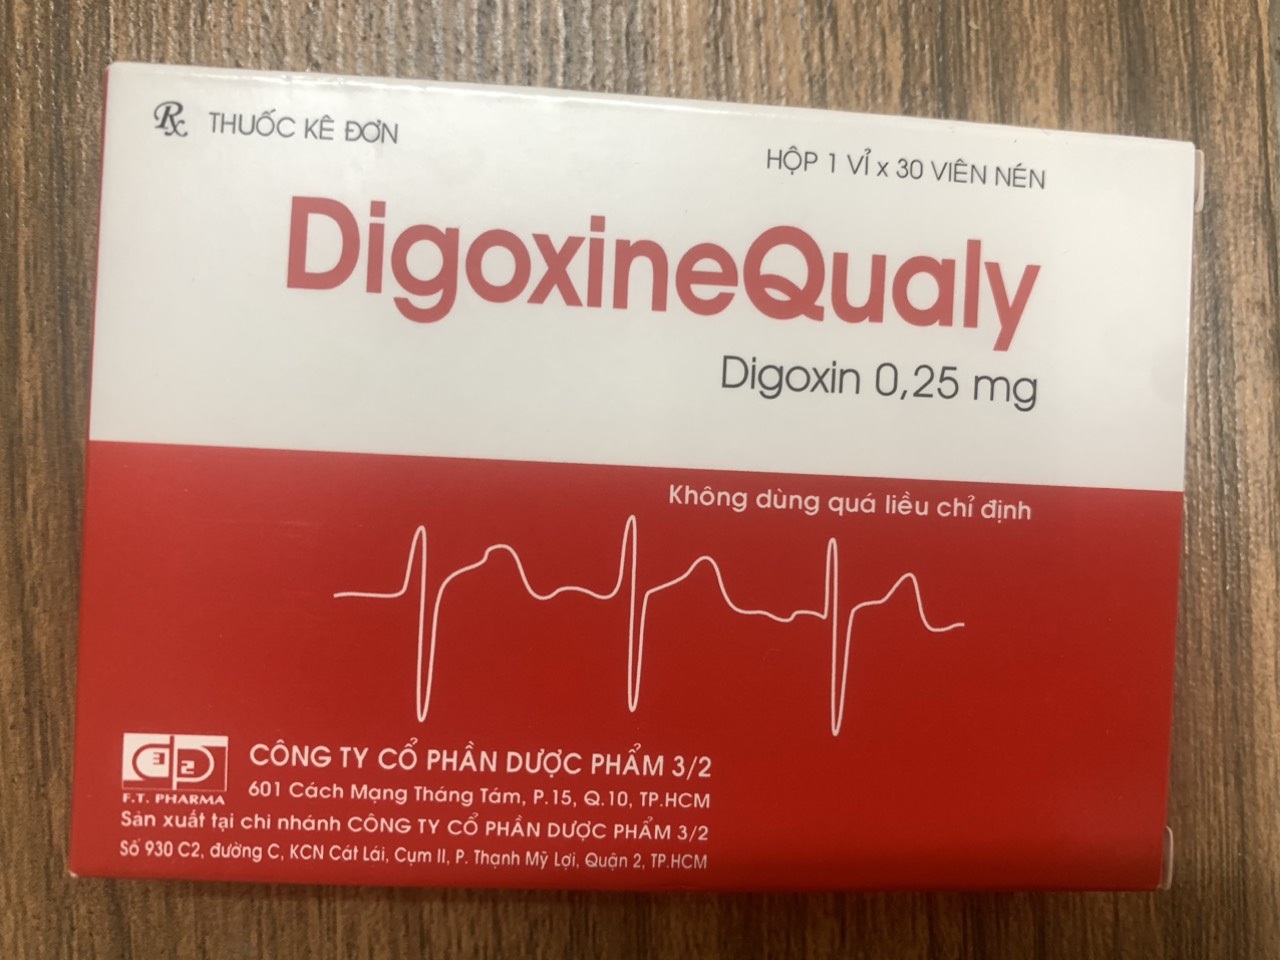 Rx THUỐC KÊ ĐƠN
HỘP 1 VỈ x 30 VIÊN NÉN
DigoxineQualy
Digoxin 0,25 mg
Không dùng quá liều chỉ định
32
F.T. PHARMA
CÔNG TY CỔ PHẦN DƯỢC PHẨM 3/2
601 Cách Mạng Tháng Tám, P.15, Q.10, TP.HCM
Sản xuất tại chi nhánh CÔNG TY CỔ PHẦN DƯỢC PHẨM 3/2
Số 930 C2, đường C, KCN Cát Lái, Cụm II, P. Thạnh Mỹ Lợi, Quận 2, TP.HCM